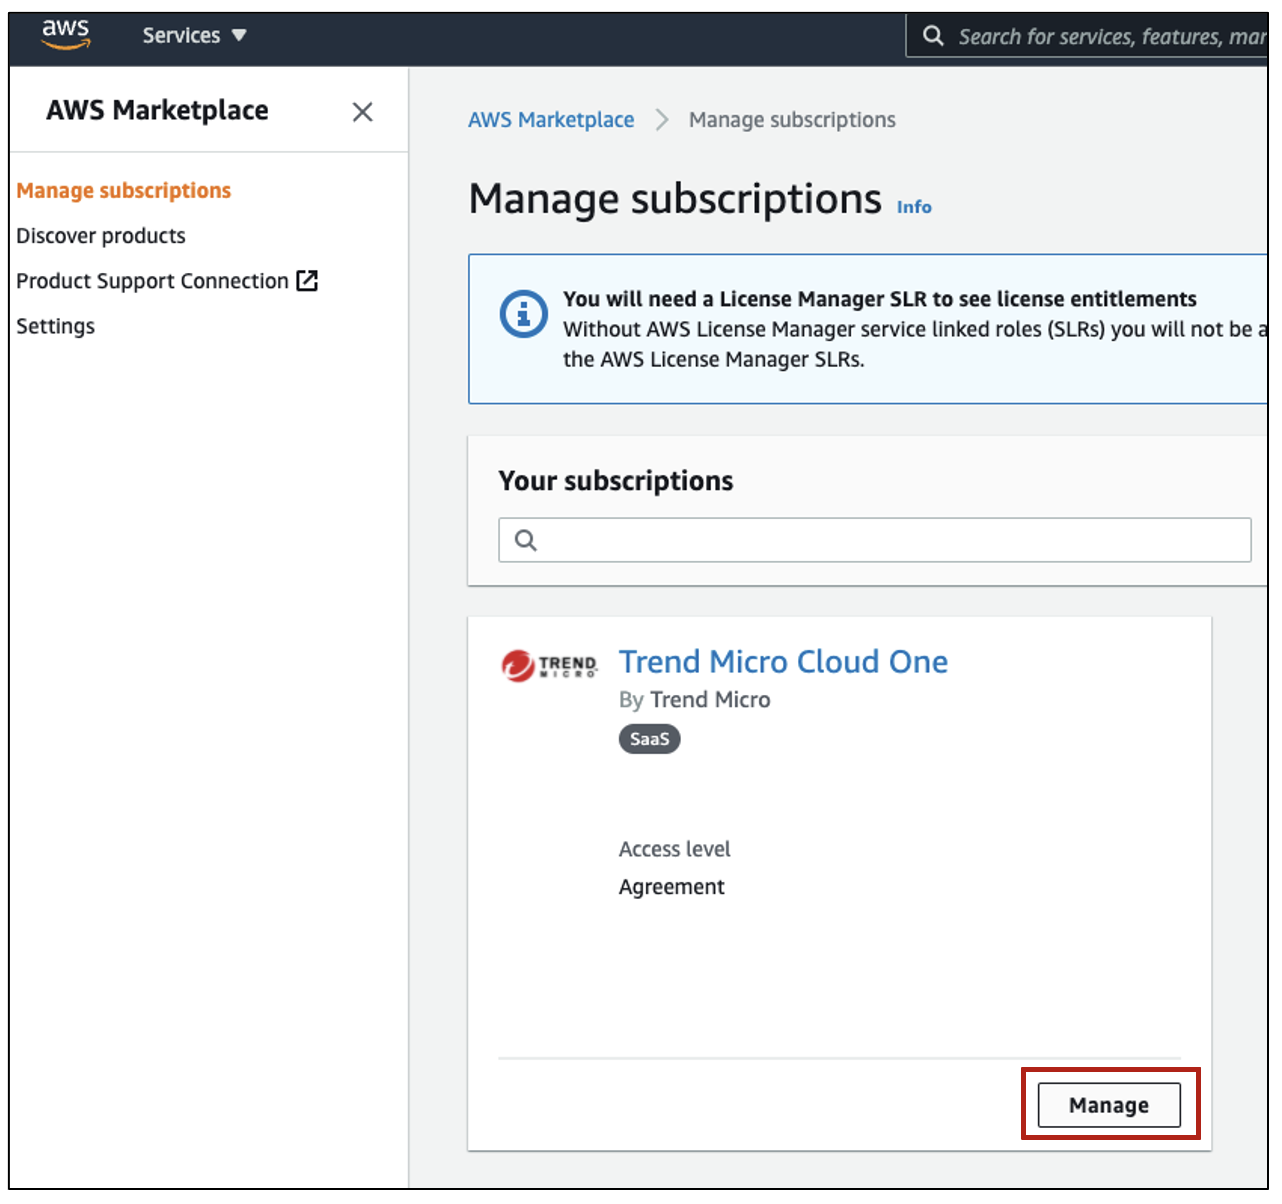 aws
Services
Search for services, features, mar
AWS Marketplace
Manage subscriptions
Discover products
Product Support Connection
Settings
AWS Marketplace > Manage subscriptions
Manage subscriptions Info
You will need a License Manager SLR to see license entitlements
Without AWS License Manager service linked roles (SLRs) you will not be a
the AWS License Manager SLRs.
Your subscriptions
TREND
MICRO
Trend Micro Cloud One
By Trend Micro
SaaS
Access level
Agreement
Manage